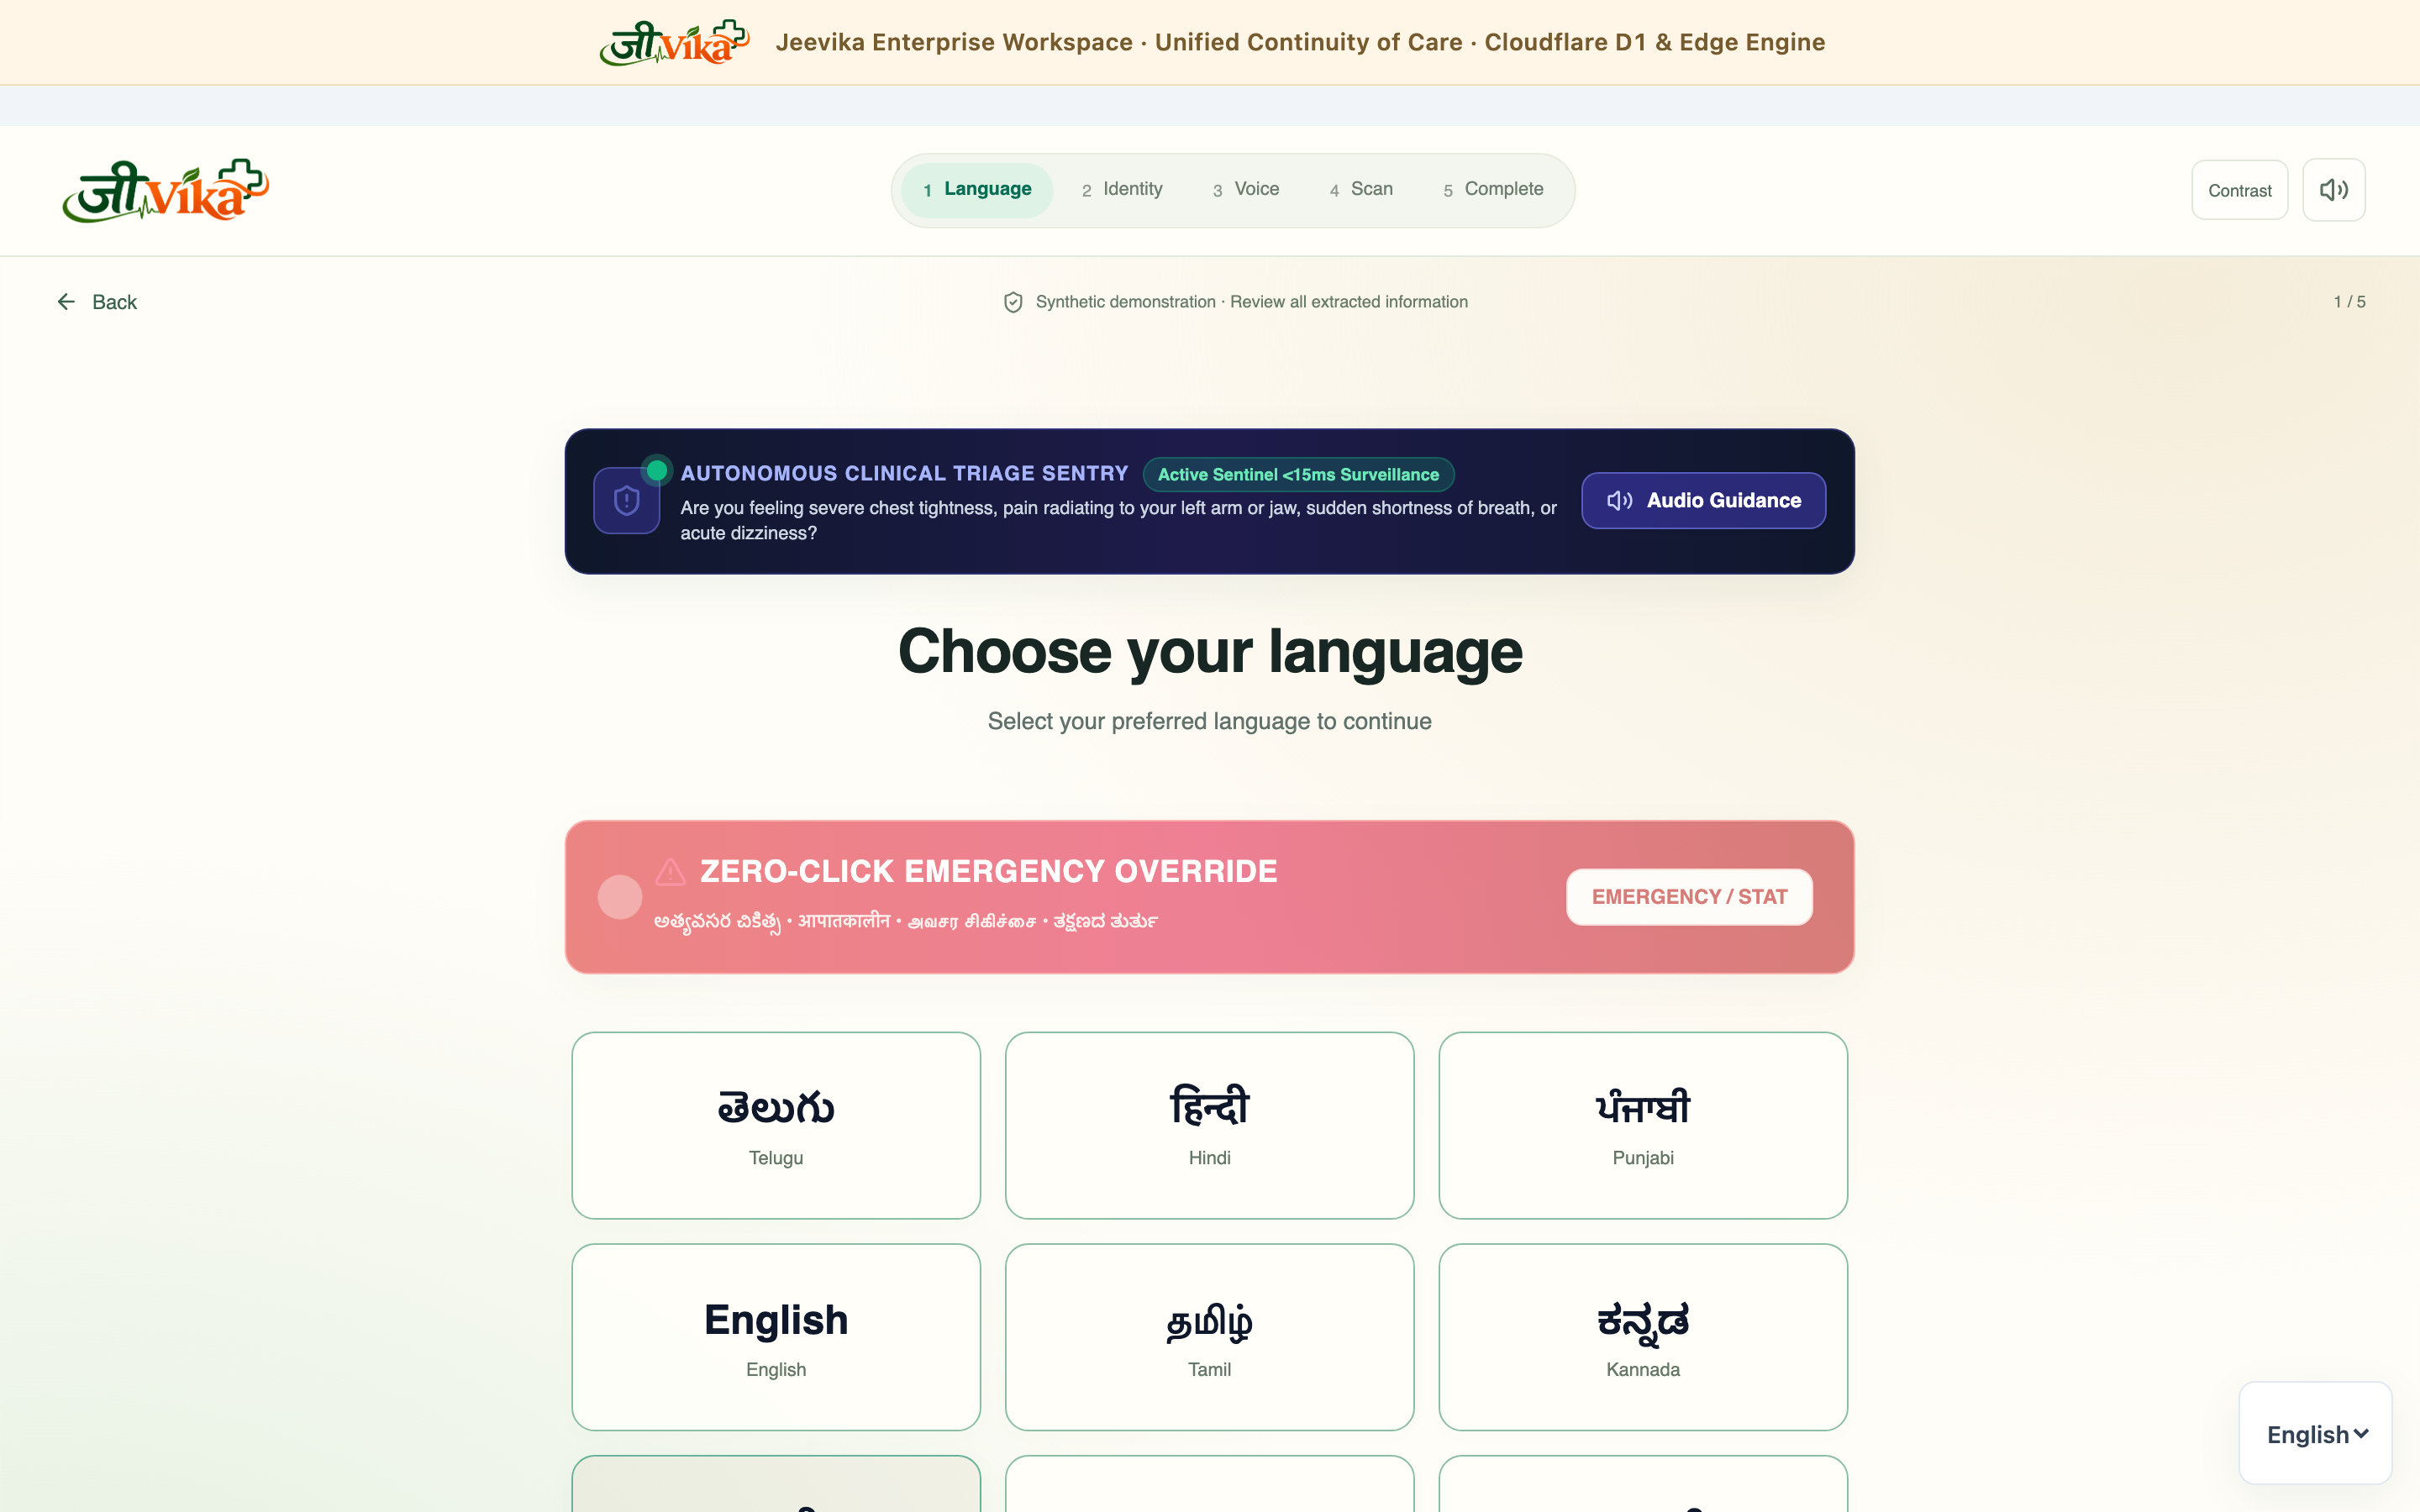 जीvika Jeevika Enterprise Workspace · Unified Continuity of Care · Cloudflare D1 & Edge Engine
जीvika
1 Language 2 Identity 3 Voice 4 Scan 5 Complete
Contrast
Back
Synthetic demonstration · Review all extracted information
1 / 5
AUTONOMOUS CLINICAL TRIAGE SENTRY Active Sentinel <15ms Surveillance
Are you feeling severe chest tightness, pain radiating to your left arm or jaw, sudden shortness of breath, or
acute dizziness?
Audio Guidance
Choose your language
Select your preferred language to continue
ZERO-CLICK EMERGENCY OVERRIDE
అత్యవసర చికిత్స • आपातकालीन • அவசர சிகிச்சை • ತಕ್ಷಣದ ತುರ್ತು
EMERGENCY / STAT
తెలుగు
Telugu
हिन्दी
Hindi
ਪੰਜਾਬੀ
Punjabi
English
English
தமிழ்
Tamil
ಕನ್ನಡ
Kannada
English